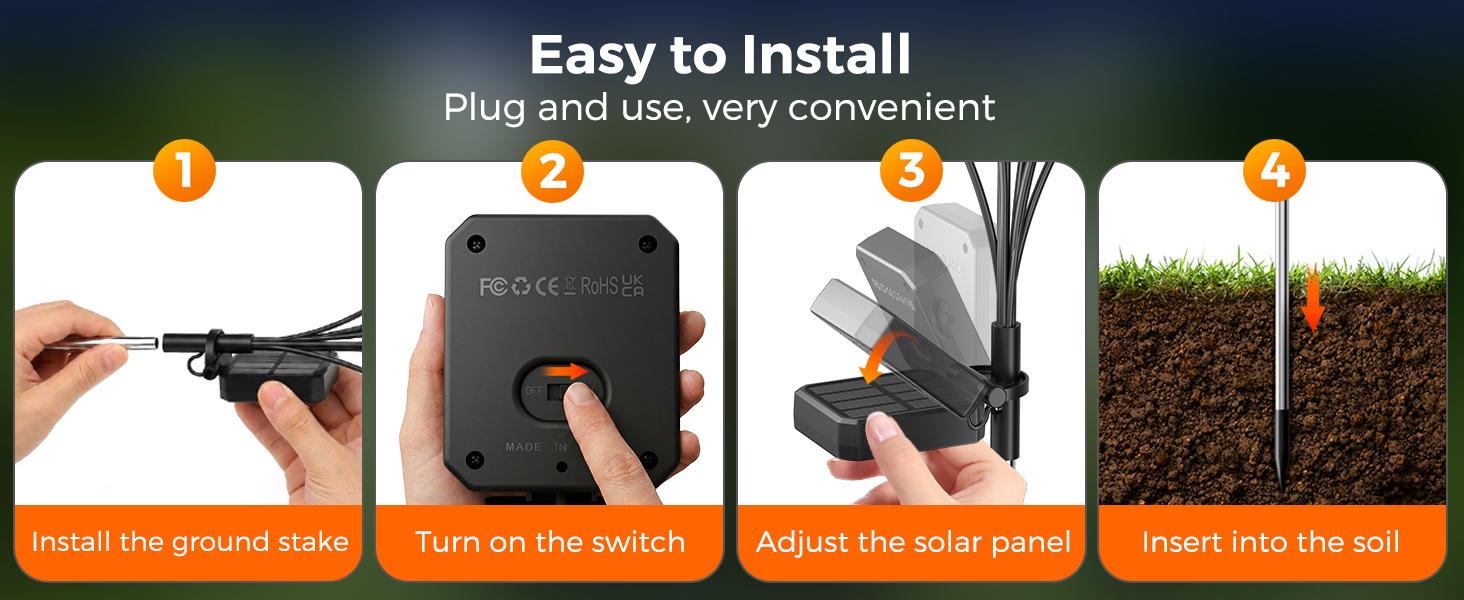 Easy to Install
Plug and use, very convenient
1
2
3
4
FC CE RoHS UK
CA
OFF
MADE IN
Install the ground stake
Turn on the switch
Adjust the solar panel
Insert into the soil